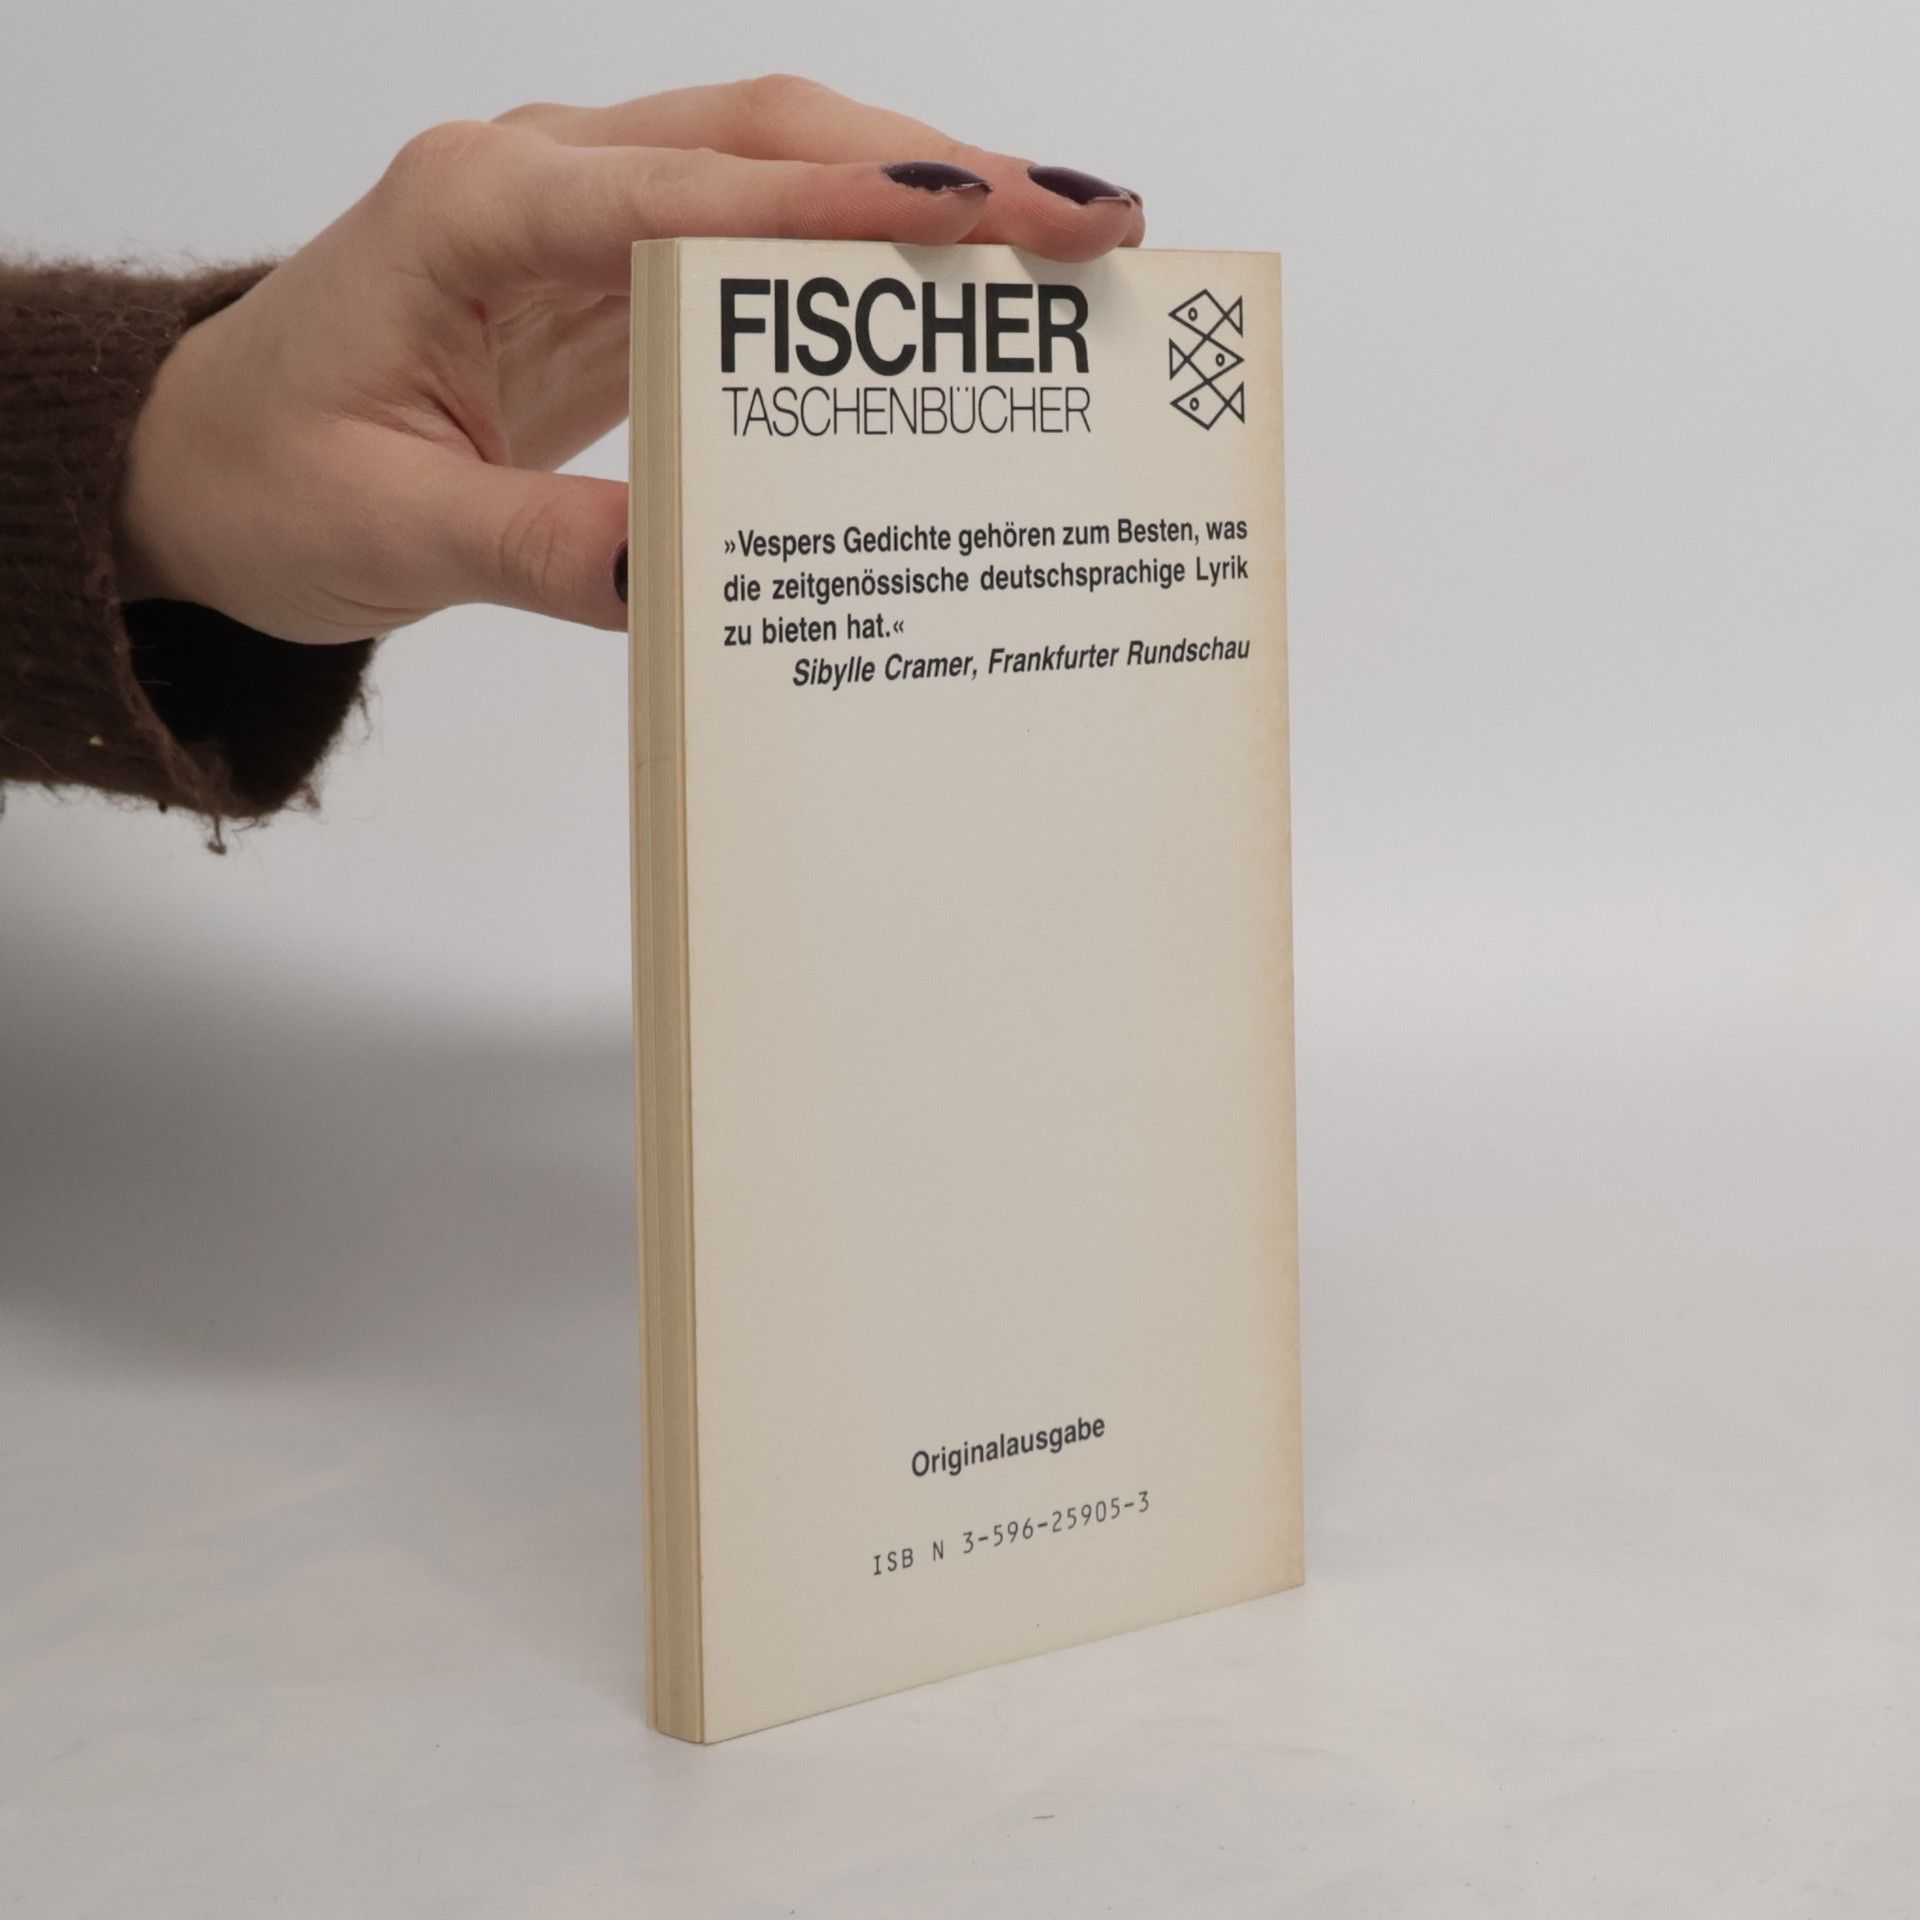 FISCHER
TASCHENBÜCHER
»Vespers Gedichte gehören zum Besten, was
die zeitgenössische deutschsprachige Lyrik
zu bieten hat.«
Sibylle Cramer, Frankfurter Rundschau
Originalausgabe
ISB N 3-596-25905-3